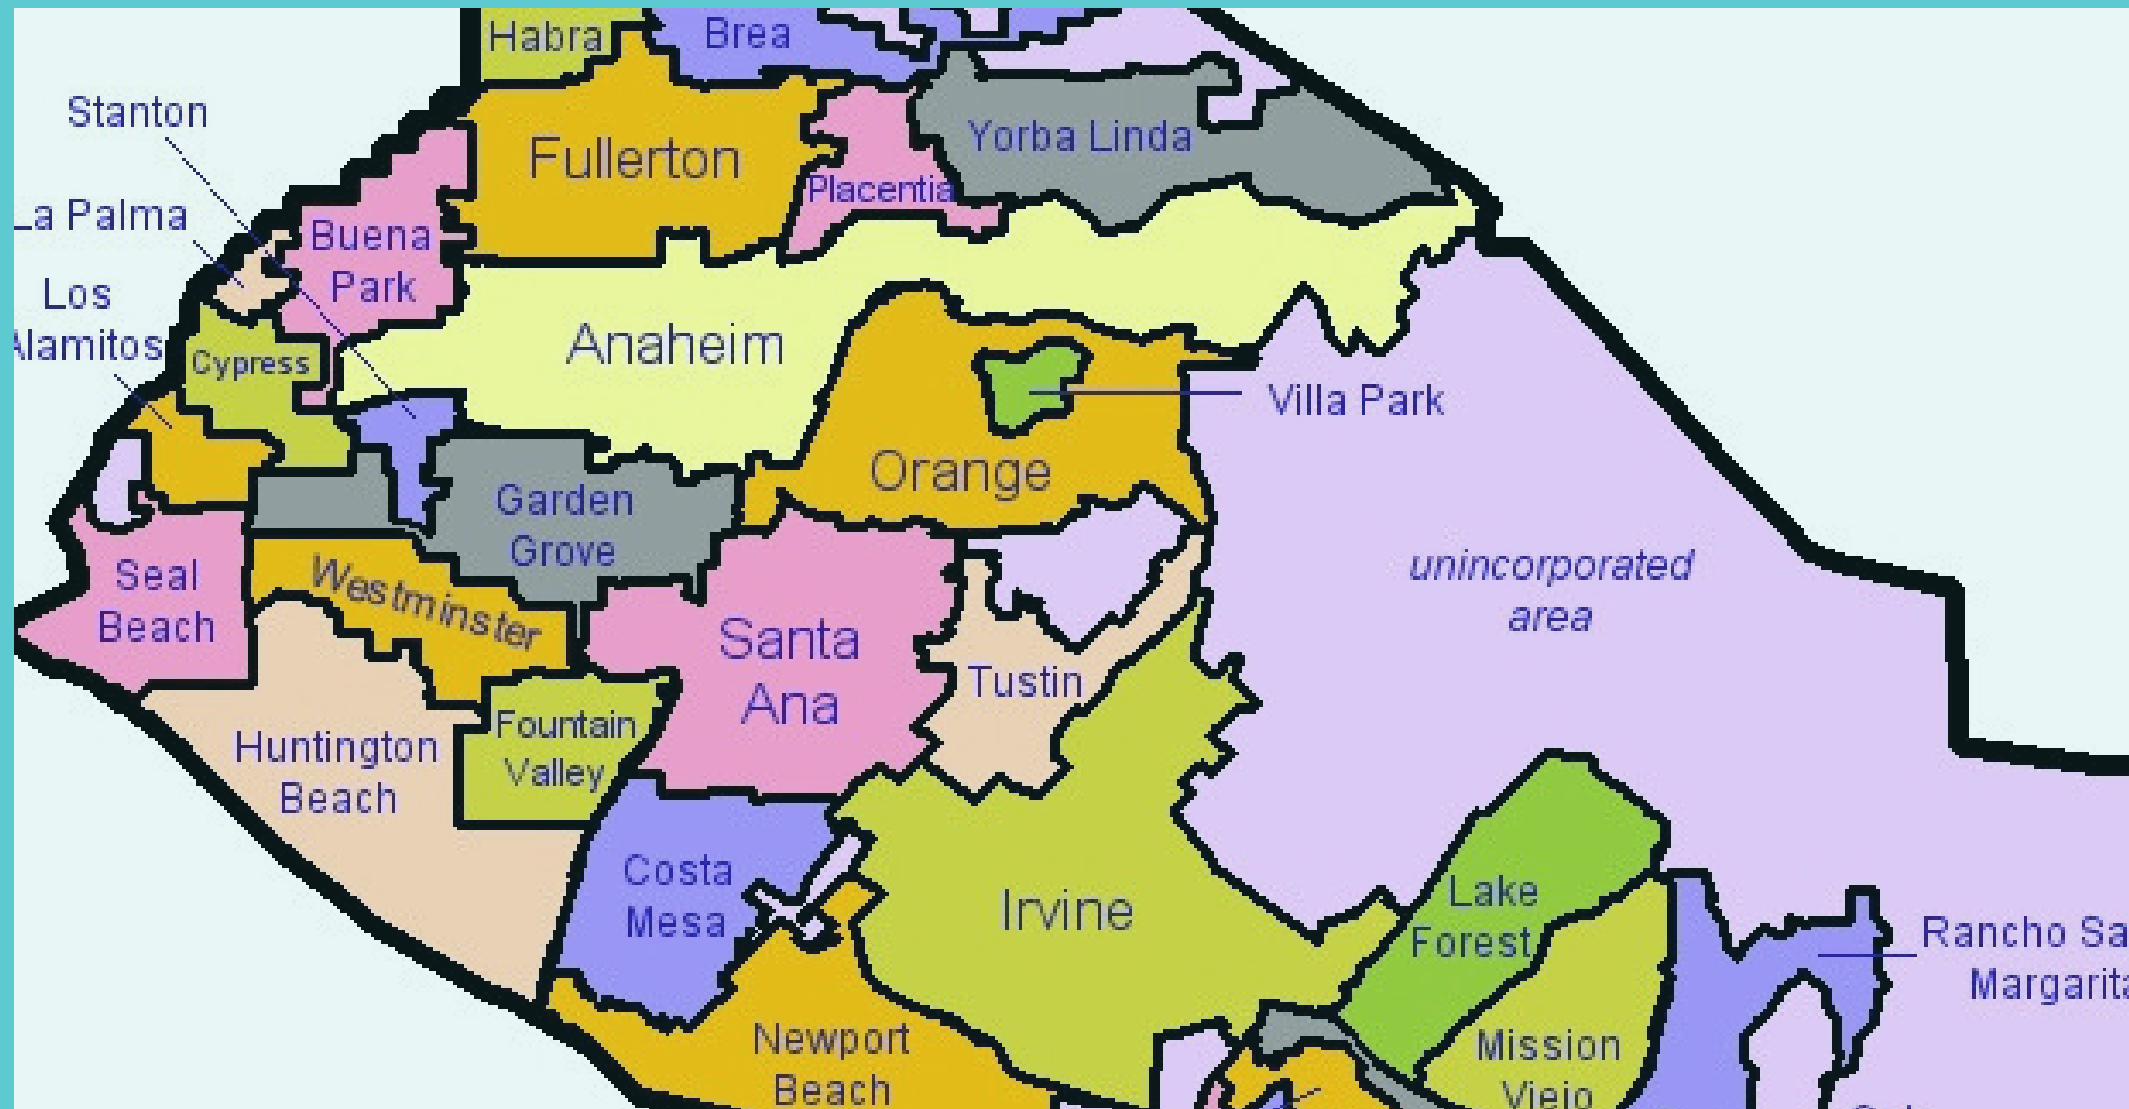 Habra
Brea
Stanton
Yorba Linda
Fullerton
Placentia
La Palma
Buena
Park
Los
Alamitos
Anaheim
Cypress
Villa Park
Orange
Garden
Grove
unincorporated
area
Seal
Beach
Westminster
Santa
Ana
Tustin
Fountain
Valley
Huntington
Beach
Costa
Mesa
Irvine
Lake
Forest
Rancho Sa
Margarita
Newport
Beach
Mission
Viejo